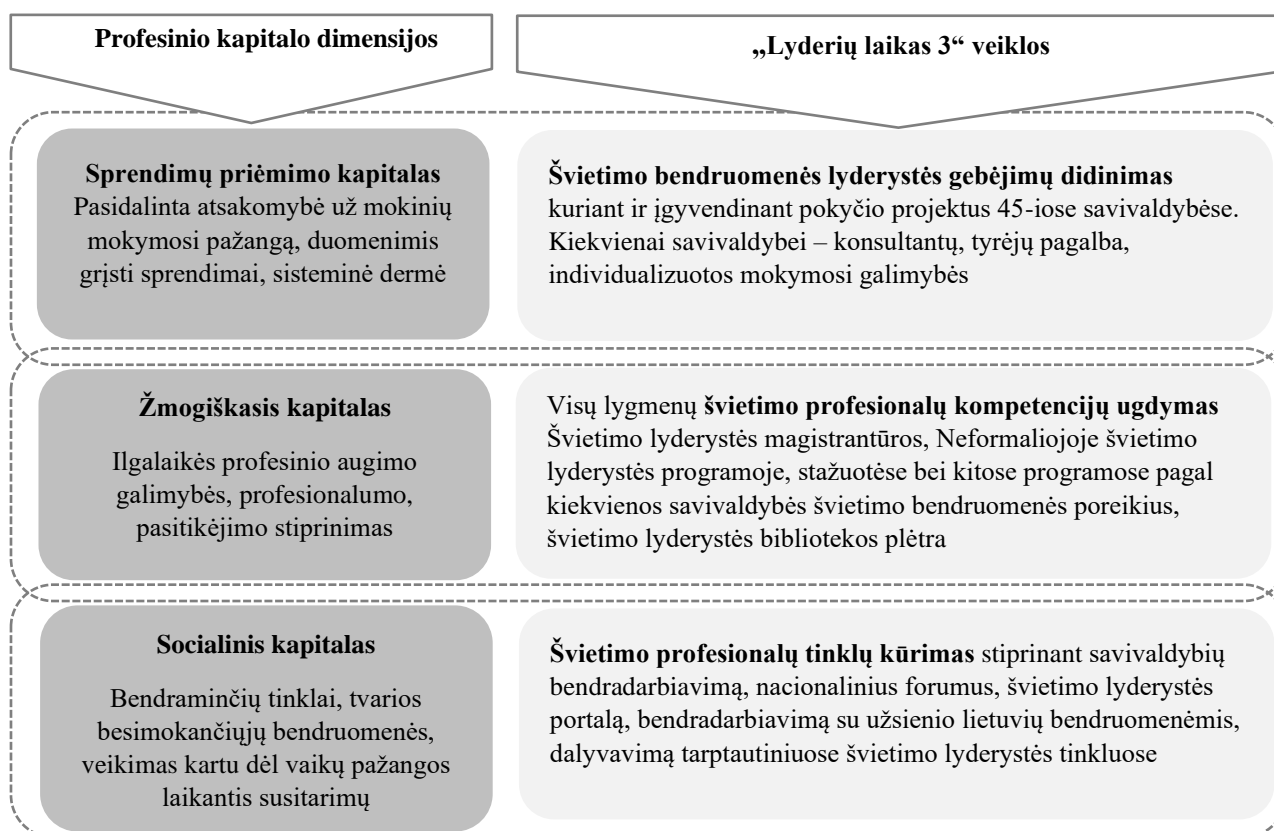 Profesinio kapitalo dimensijos
„Lyderių laikas 3“ veiklos
Sprendimų priėmimo kapitalas
Pasidalinta atsakomybė už mokinių
mokymosi pažangą, duomenimis
grįsti sprendimai, sisteminė dermė
Švietimo bendruomenės lyderystės gebėjimų didinimas
kuriant ir įgyvendinant pokyčio projektus 45-iose savivaldybėse.
Kiekvienai savivaldybei – konsultantų, tyrėjų pagalba,
individualizuotos mokymosi galimybės
Žmogiškasis kapitalas
Ilgalaikės profesinio augimo
galimybės, profesionalumo,
pasitikėjimo stiprinimas
Visų lygmenų švietimo profesionalų kompetencijų ugdymas
Švietimo lyderystės magistrantūros, Neformaliojoje švietimo
lyderystės programoje, stažuotėse bei kitose programose pagal
kiekvienos savivaldybės švietimo bendruomenės poreikius,
švietimo lyderystės bibliotekos plėtra
Socialinis kapitalas
Bendraminčių tinklai, tvarios
besimokančiųjų bendruomenės,
veikimas kartu dėl vaikų pažangos
laikantis susitarimų
Švietimo profesionalų tinklų kūrimas stiprinant savivaldybių
bendradarbiavimą, nacionalinius forumus, švietimo lyderystės
portalą, bendradarbiavimą su užsienio lietuvių bendruomenėmis,
dalyvavimą tarptautiniuose švietimo lyderystės tinkluose